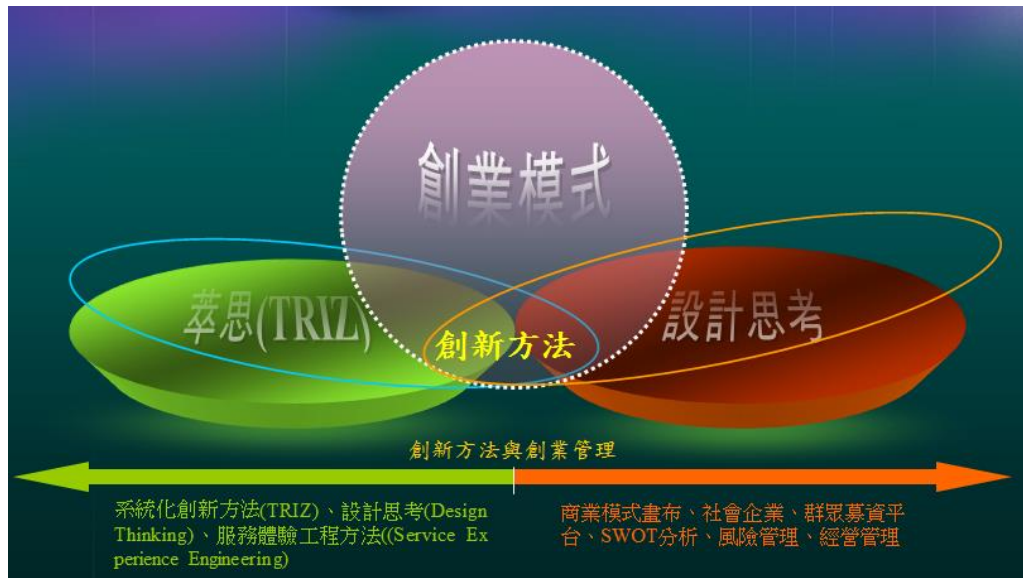 創業模式
萃思(TRIZ)
設計思考
創新方法
創新方法與創業管理
系統化創新方法(TRIZ)、設計思考(Design
Thinking)、服務體驗工程方法((Service Ex
perience Engineering)
商業模式畫布、社會企業、群眾募資平
台、SWOT分析、風險管理、經營管理